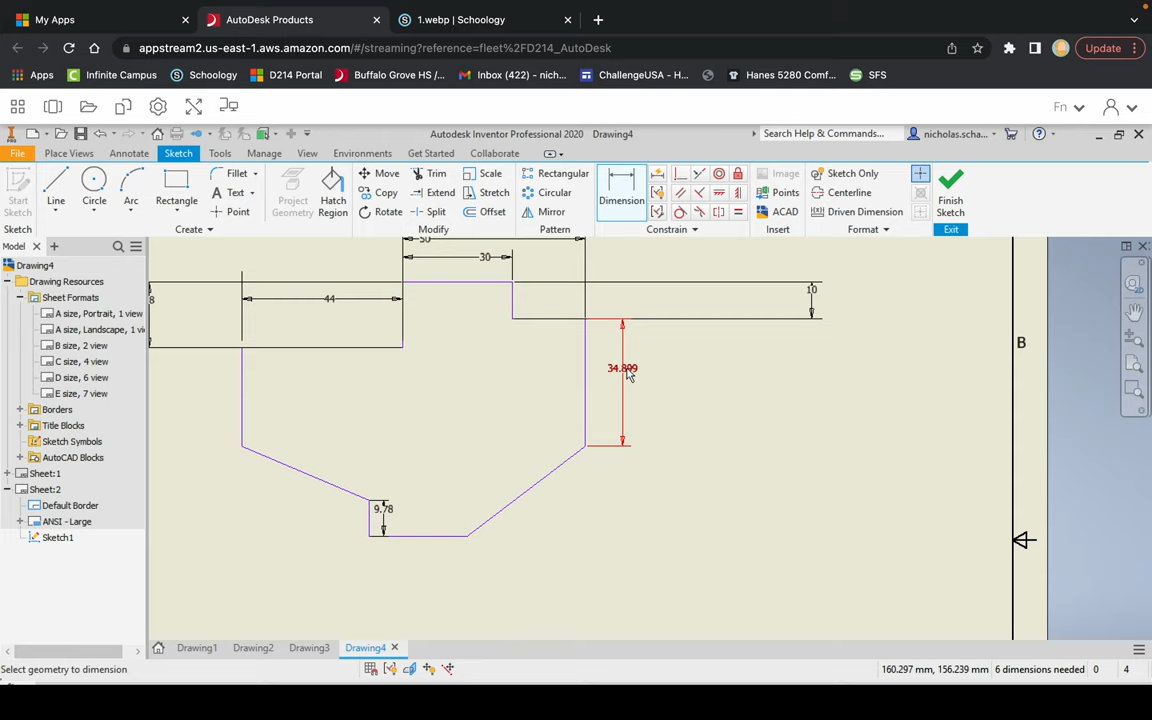 My Apps
AutoDesk Products
1.webp | Schoology
appstream2.us-east-1.aws.amazon.com/#/streaming?reference=fleet%2FD214_AutoDesk
Update
Apps
Infinite Campus
Schoology
D214 Portal
Buffalo Grove HS /...
Inbox (422) - nich...
ChallengeUSA - H...
Hanes 5280 Comf...
SFS
Fn
Autodesk Inventor Professional 2020 Drawing4
Search Help & Commands...
nicholas.scha...
File
Place Views
Annotate
Sketch
Tools
Manage
View
Environments
Get Started
Collaborate
Start Sketch
Line
Circle
Arc
Rectangle
Fillet
Text
Point
Project Geometry
Hatch Region
Move
Copy
Rotate
Trim
Extend
Split
Scale
Stretch
Offset
Rectangular
Circular
Mirror
Dimension
Image
Points
ACAD
Sketch Only
Centerline
Driven Dimension
Finish Sketch
Sketch
Create
Modify
Pattern
Constrain
Insert
Format
Exit
Model
Drawing4
Drawing Resources
Sheet Formats
A size, Portrait, 1 view
A size, Landscape, 1 vi
B size, 2 view
C size, 4 view
D size, 6 view
E size, 7 view
Borders
Title Blocks
Sketch Symbols
AutoCAD Blocks
Sheet:1
Sheet:2
Default Border
ANSI - Large
Sketch1
50
30
44
8
10
34.899
9.78
B
Drawing1
Drawing2
Drawing3
Drawing4
Select geometry to dimension
160.297 mm, 156.239 mm
6 dimensions needed
0
4